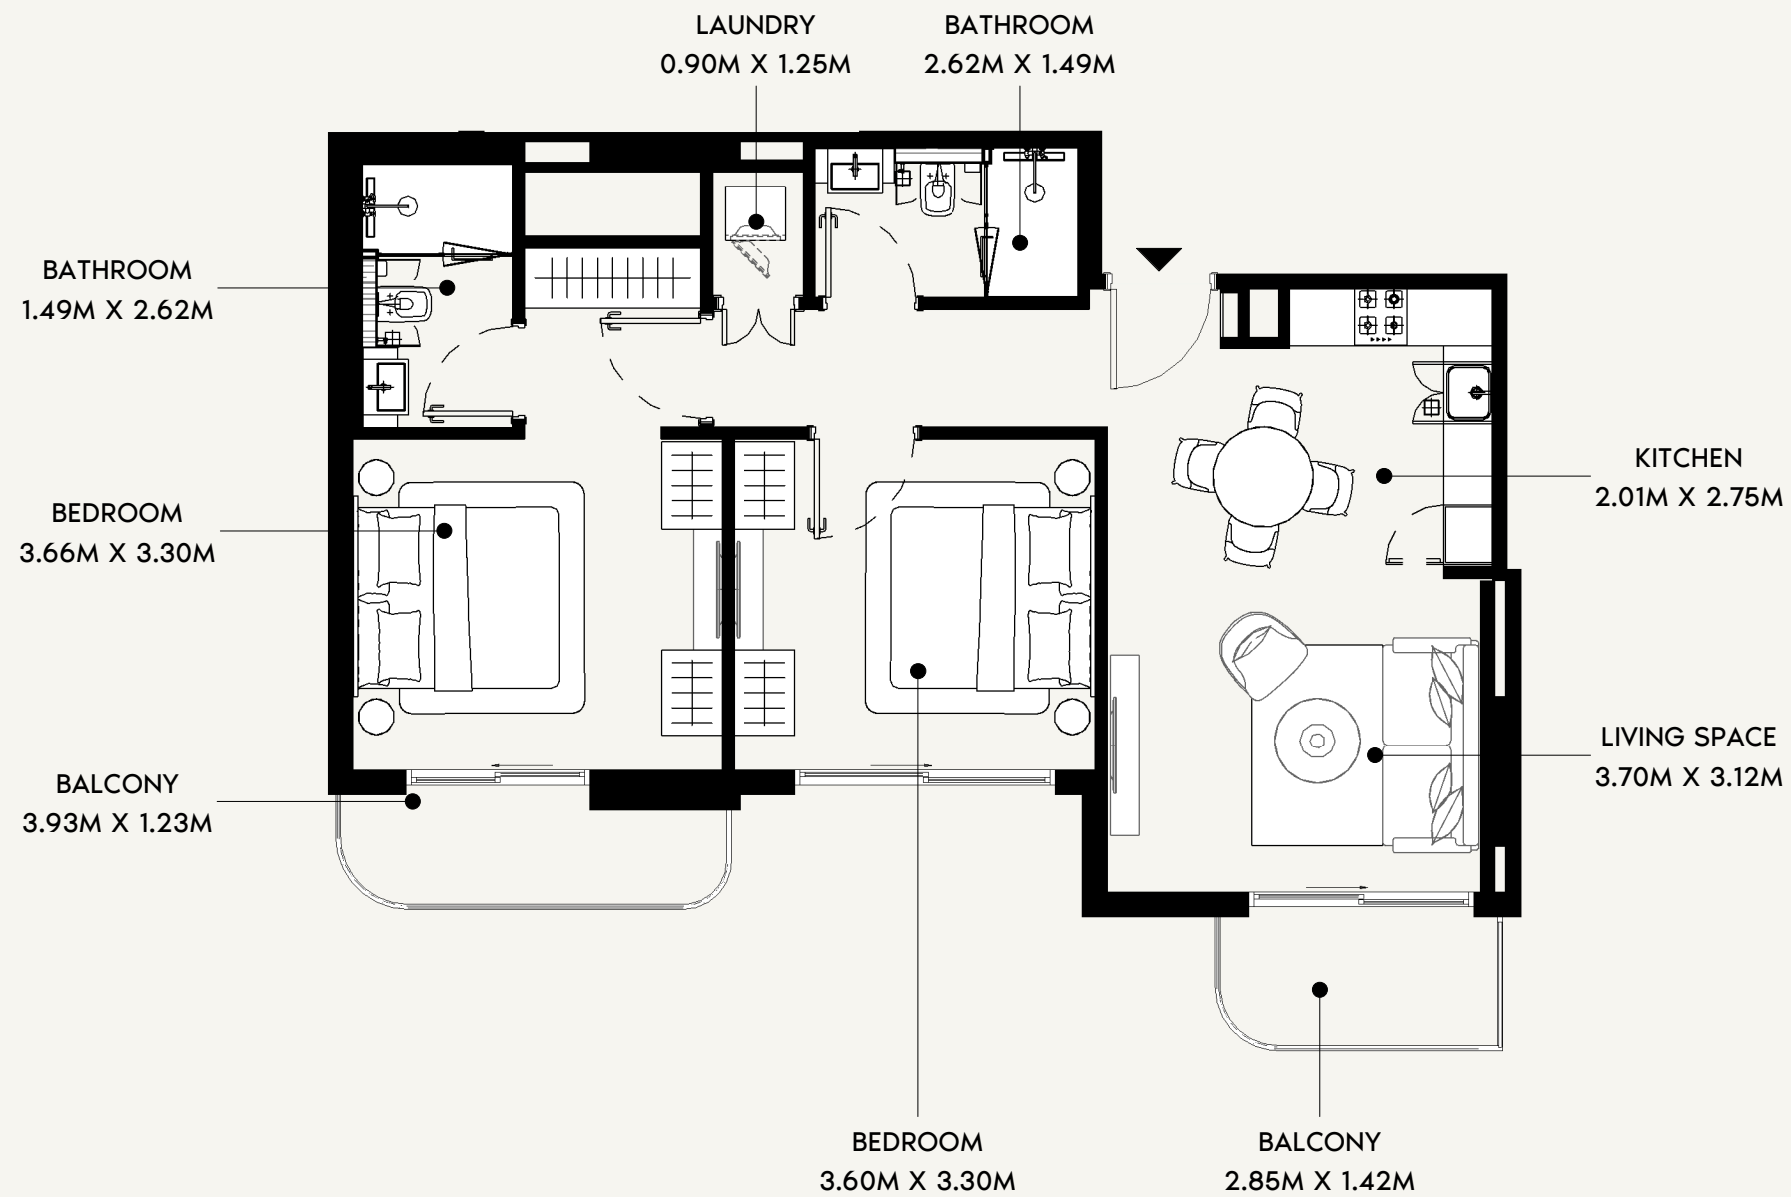 LAUNDRY
0.90M X 1.25M
BATHROOM
2.62M X 1.49M
BATHROOM
1.49M X 2.62M
BEDROOM
3.66M X 3.30M
KITCHEN
2.01M X 2.75M
BALCONY
3.93M X 1.23M
LIVING SPACE
3.70M X 3.12M
BEDROOM
3.60M X 3.30M
BALCONY
2.85M X 1.42M